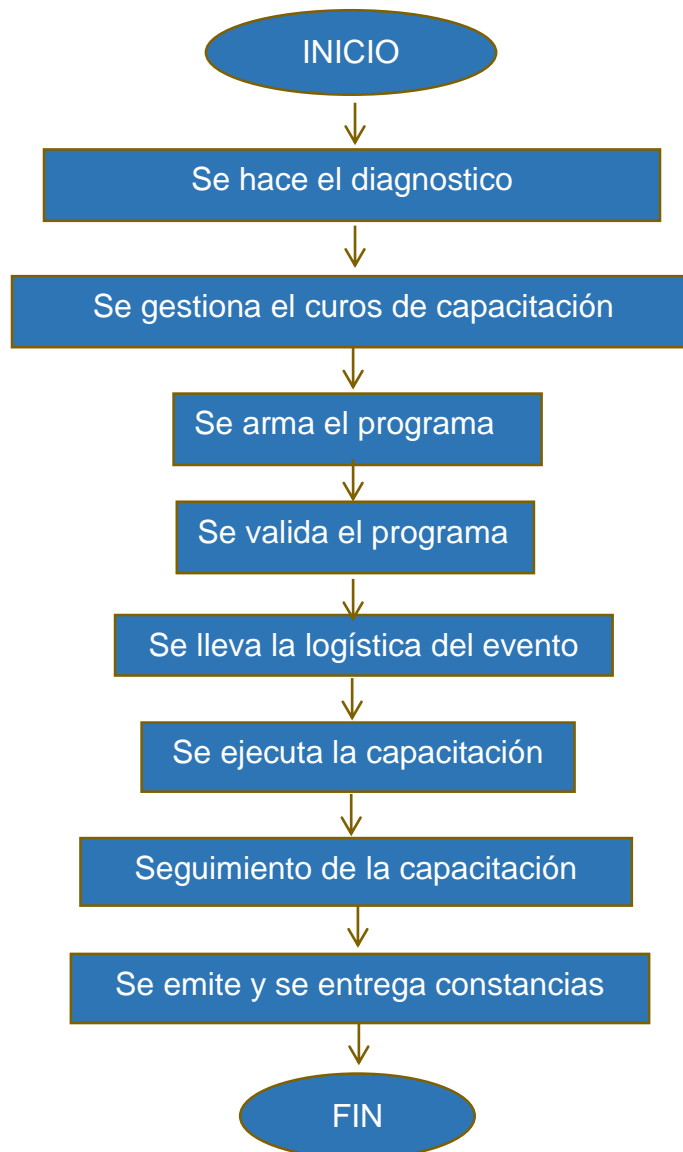 INICIO
Se hace el diagnostico
Se gestiona el curos de capacitación
Se arma el programa
Se valida el programa
Se lleva la logística del evento
Se ejecuta la capacitación
Seguimiento de la capacitación
Se emite y se entrega constancias
FIN